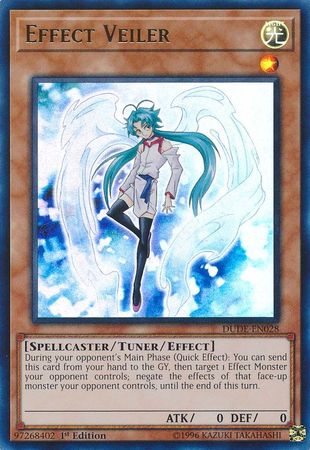 EFFECT VEILER
光
DUDE-EN028
[SPELLCASTER/TUNER/EFFECT]
During your opponent's Main Phase (Quick Effect): You can send
this card from your hand to the GY, then target 1 Effect Monster
your opponent controls; negate the effects of that face-up
monster your opponent controls, until the end of this turn.
ATK/ 0 DEF/ 0
97268402 1st Edition ©1996 KAZUKI TAKAHASHI